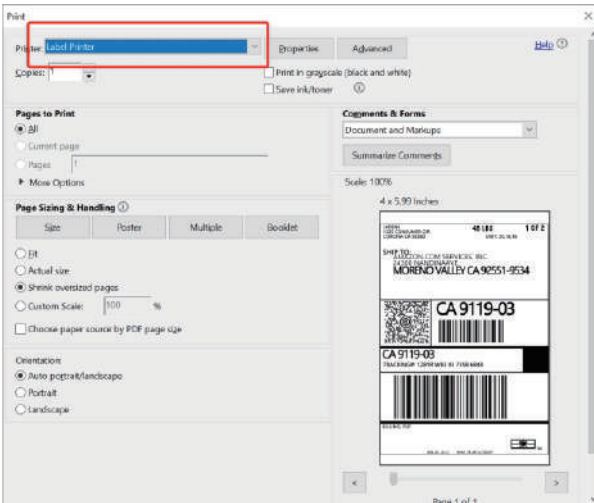 Print
Printer: Label Printer
Properties
Advanced
Help
Copies: 1
Print in grayscale (black and white)
Save ink/toner
Pages to Print
All
Current page
Pages 1
More Options
Comments & Forms
Document and Markups
Summarize Comments
Page Sizing & Handling
Size
Poster
Multiple
Booklet
Fit
Actual size
Shrink oversized pages
Custom Scale: 100 %
Choose paper source by PDF page size
Orientation:
Auto portrait/landscape
Portrait
Landscape
Scale: 100%
4 x 5.99 Inches
1 OF 2
SHIP TO:
MORENO VALLEY CA 92551-9534
CA 9119-03
CA 9119-03
Page 1 of 1